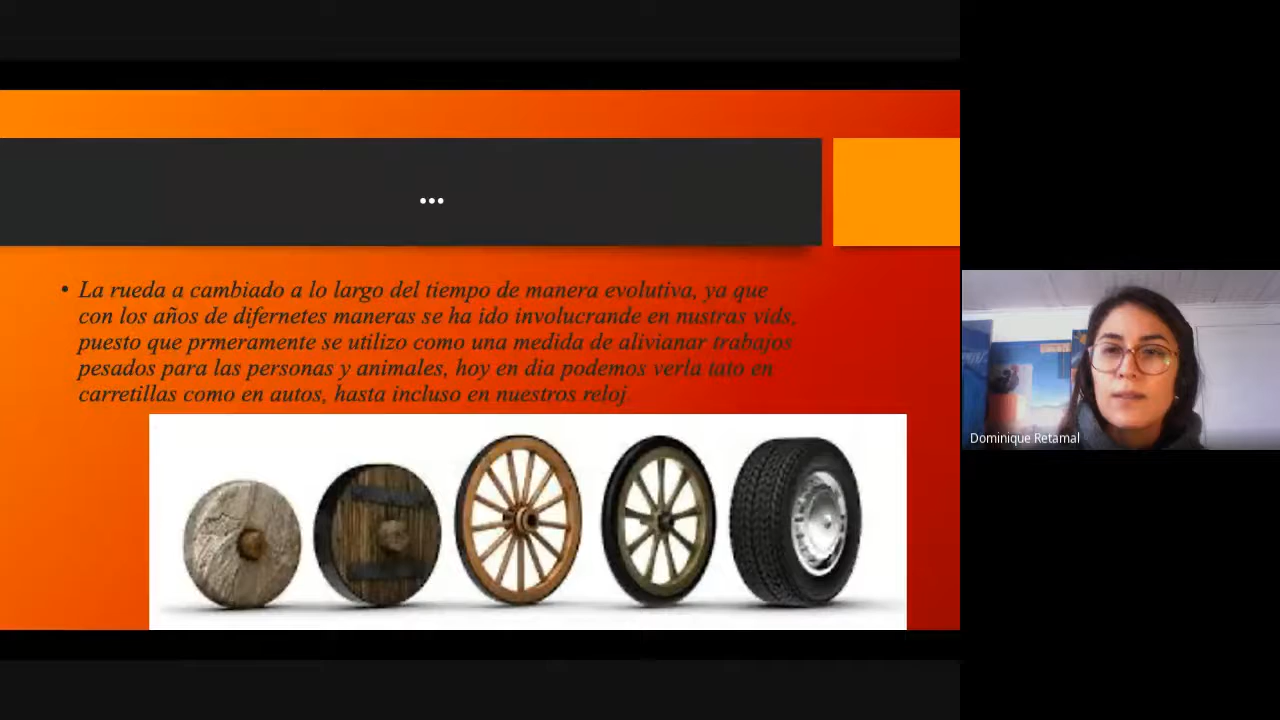 ...
• La rueda a cambiado a lo largo del tiempo de manera evolutiva, ya que
con los años de difernetes maneras se ha ido involucrande en nustras vids,
puesto que prmeramente se utilizo como una medida de alivianar trabajos
pesados para las personas y animales, hoy en dia podemos verla tato en
carretillas como en autos, hasta incluso en nuestros reloj
Dominique Retamal